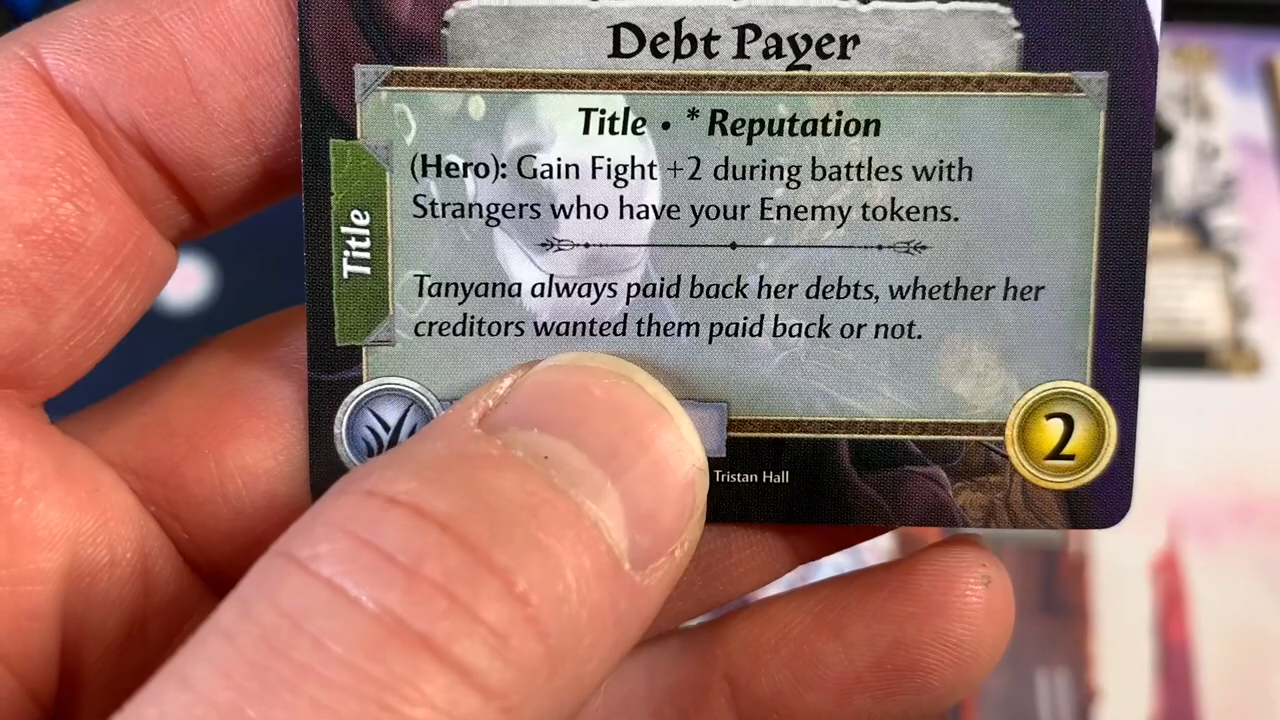 Debt Payer
Title • * Reputation
(Hero): Gain Fight +2 during battles with
Strangers who have your Enemy tokens.
Title
Tanyana always paid back her debts, whether her
creditors wanted them paid back or not.
2
Tristan Hall